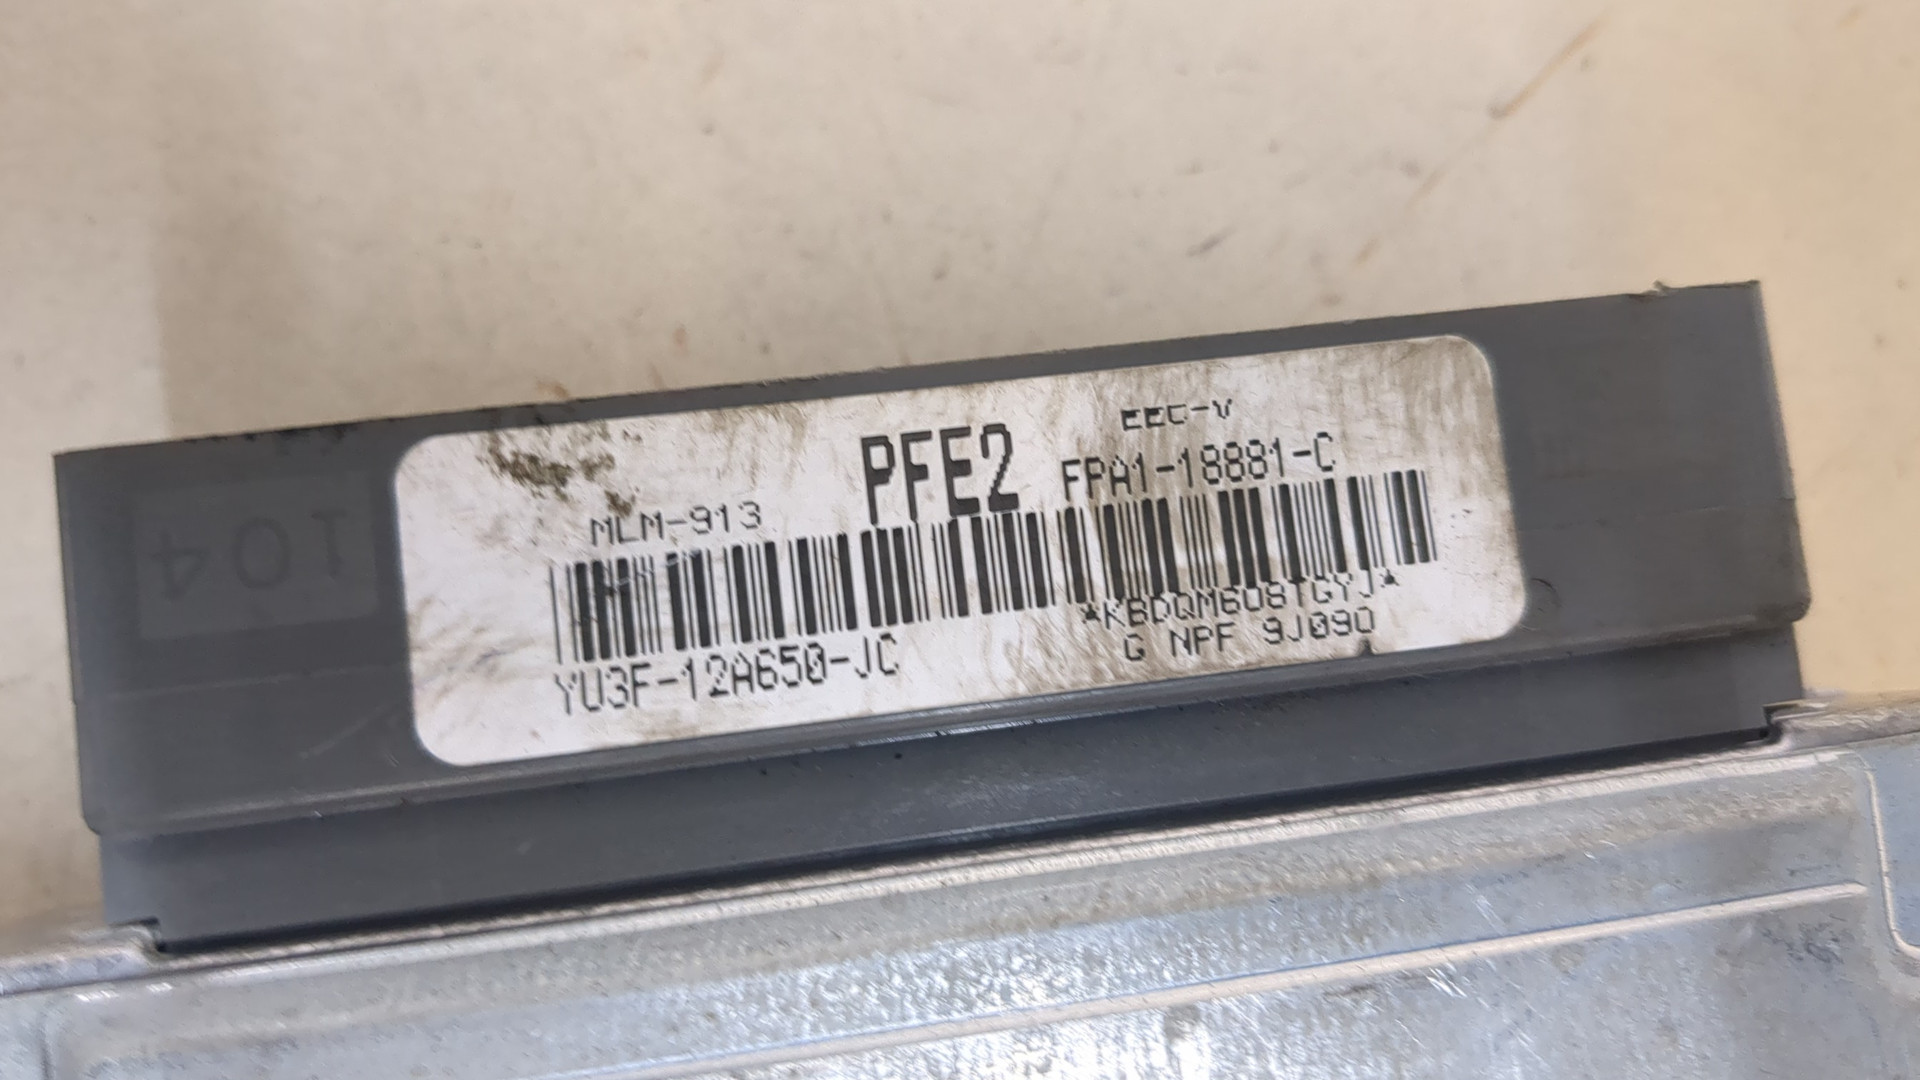 EEC-V
PFE2
FPA1-18881-C
MLM-913
*KBDQM608TGYJ*
YU3F-12A650-JC
G NPF 9J090
104